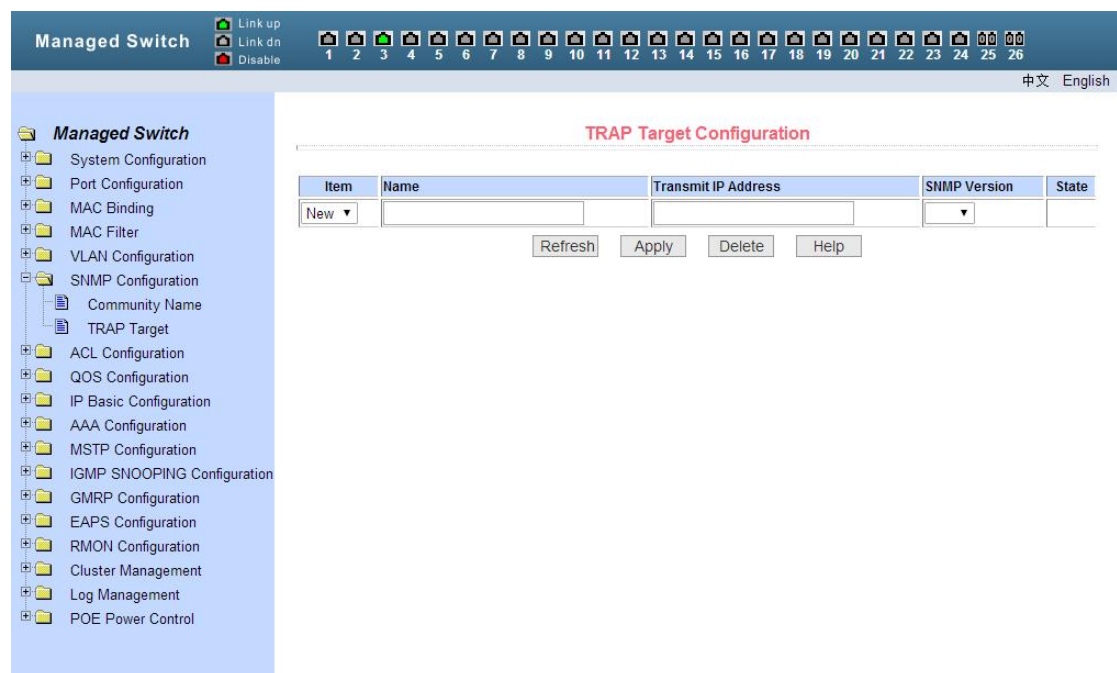 Managed Switch
Link up
Link dn
Disable
1 2 3 4 5 6 7 8 9 10 11 12 13 14 15 16 17 18 19 20 21 22 23 24 25 26
中文 English
Managed Switch
System Configuration
Port Configuration
MAC Binding
MAC Filter
VLAN Configuration
SNMP Configuration
Community Name
TRAP Target
ACL Configuration
QOS Configuration
IP Basic Configuration
AAA Configuration
MSTP Configuration
IGMP SNOOPING Configuration
GMRP Configuration
EAPS Configuration
RMON Configuration
Cluster Management
Log Management
POE Power Control
TRAP Target Configuration
Item Name Transmit IP Address SNMP Version State
New
Refresh Apply Delete Help